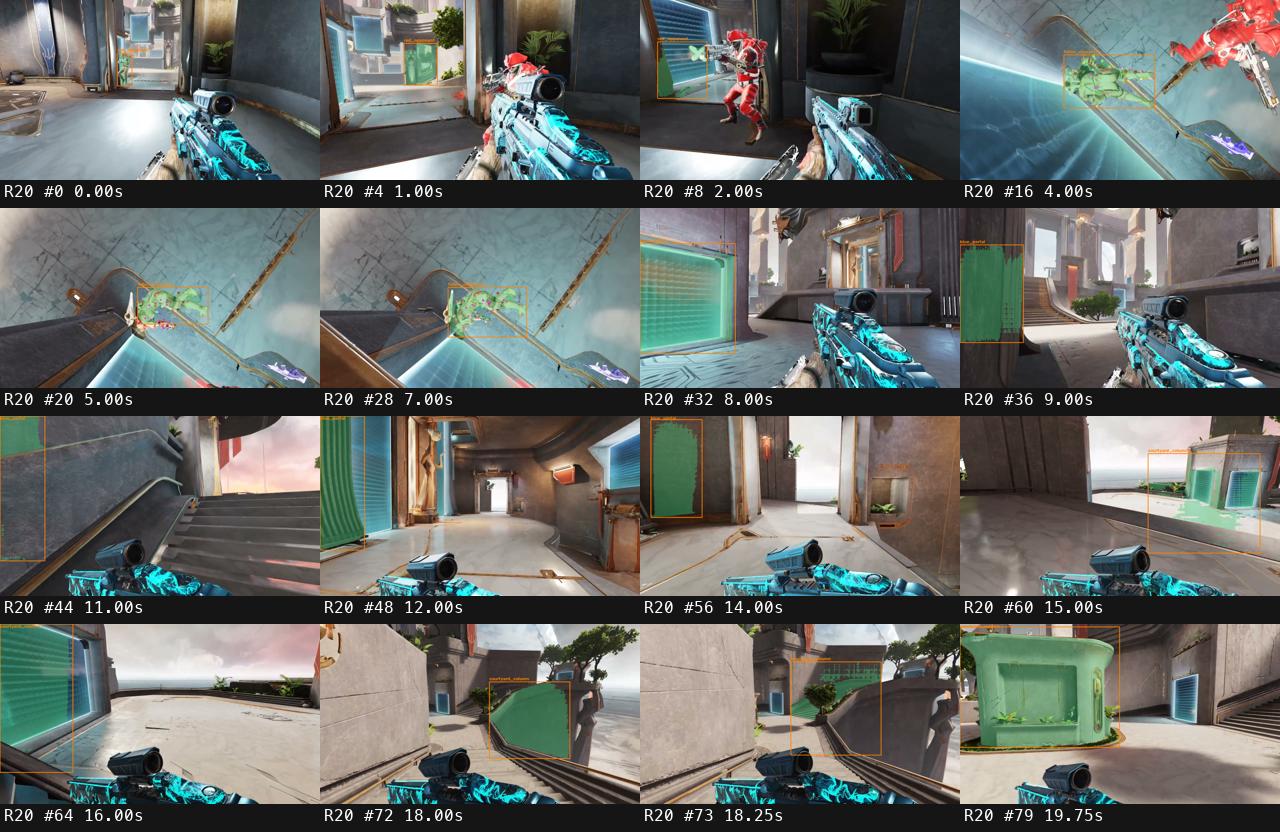 R20 #0 0.00s
R20 #4 1.00s
R20 #8 2.00s
R20 #16 4.00s
R20 #20 5.00s
R20 #28 7.00s
R20 #32 8.00s
R20 #36 9.00s
R20 #44 11.00s
R20 #48 12.00s
R20 #56 14.00s
courtyard_column
R20 #60 15.00s
R20 #64 16.00s
courtyard_column
R20 #72 18.00s
R20 #73 18.25s
R20 #79 19.75s